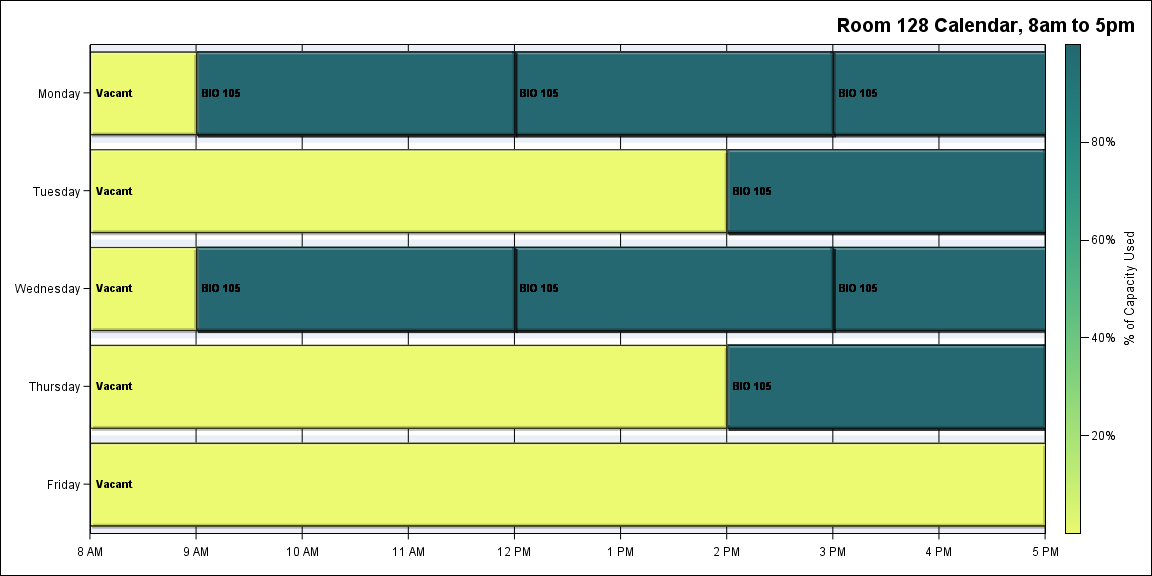 Room 128 Calendar, 8am to 5pm
Monday
Vacant
BIO 105
BIO 105
BIO 105
Tuesday
Vacant
BIO 105
Wednesday
Vacant
BIO 105
BIO 105
BIO 105
Thursday
Vacant
BIO 105
Friday
Vacant
8 AM 9 AM 10 AM 11 AM 12 PM 1 PM 2 PM 3 PM 4 PM 5 PM
80%
60%
40%
20%
% of Capacity Used